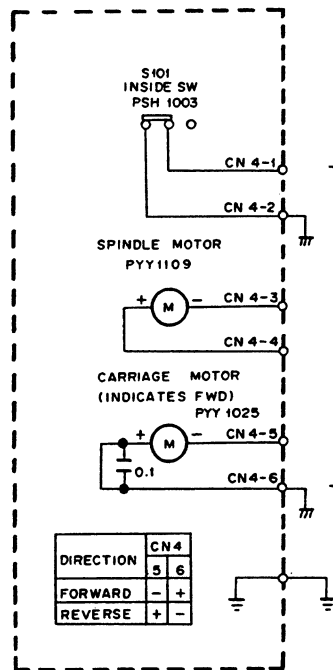 S101
INSIDE SW
PSH 1003
CN 4-1
CN 4-2
SPINDLE MOTOR
PYY1109
+ M - CN 4-3
CN 4-4
CARRIAGE MOTOR
(INDICATES FWD)
PYY 1025
+ M - CN4-5
0.1
CN4-6
DIRECTION CN4
5 6
FORWARD - +
REVERSE + -